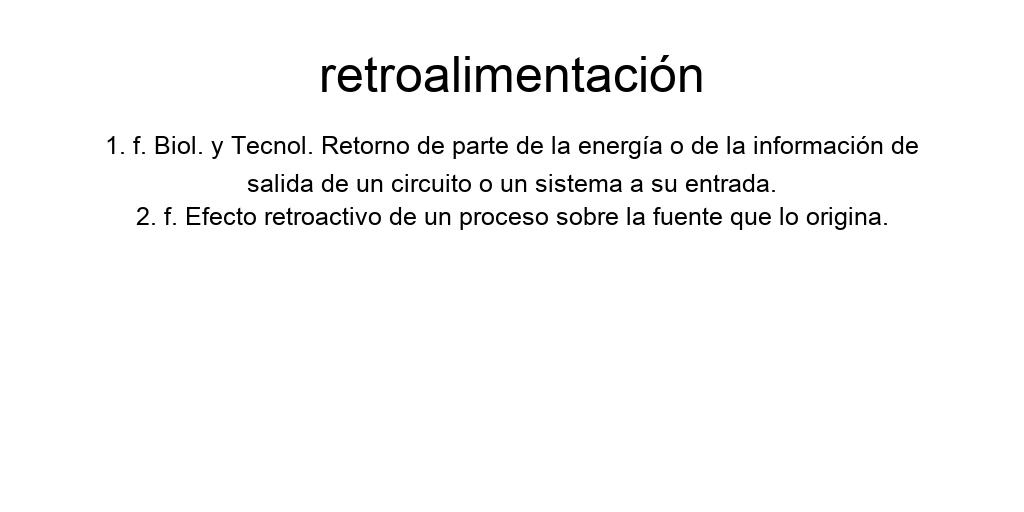 retroalimentación
1. f. Biol. y Tecnol. Retorno de parte de la energía o de la información de
salida de un circuito o un sistema a su entrada.
2. f. Efecto retroactivo de un proceso sobre la fuente que lo origina.